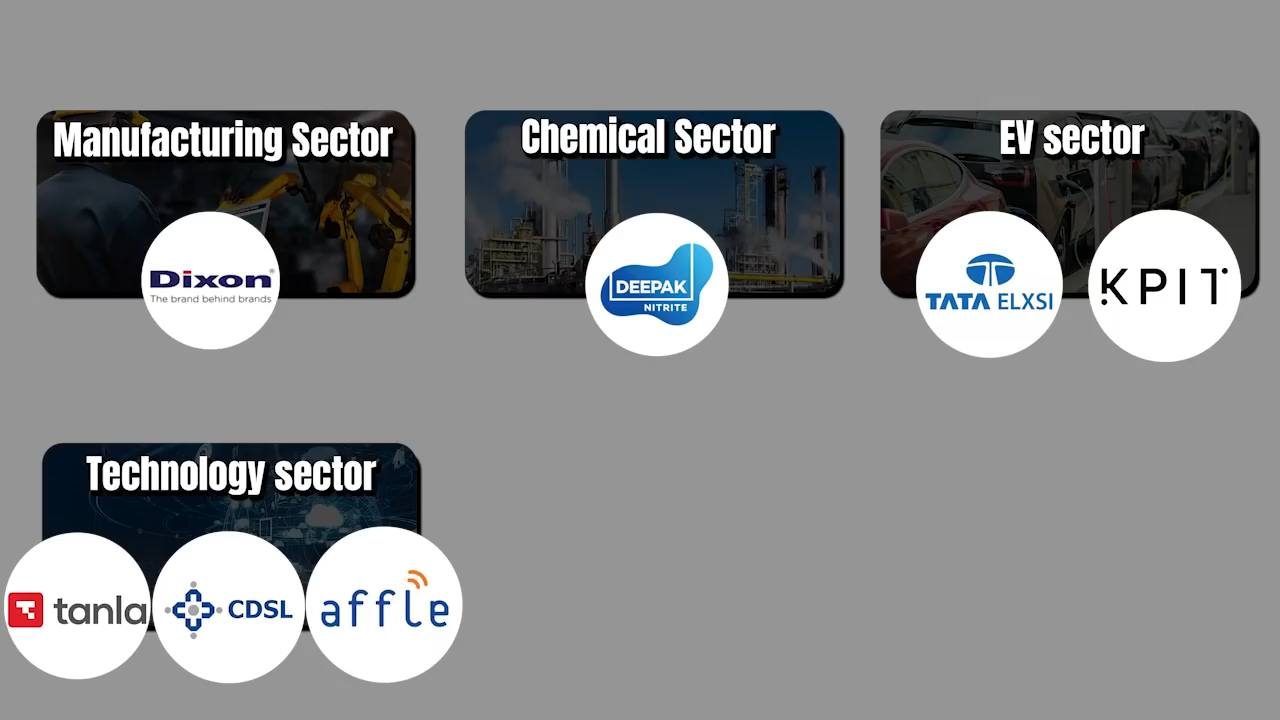 Manufacturing Sector
Dixon®
The brand behind brands
Chemical Sector
DEEPAK
NITRITE
EV sector
TATA ELXSI
KPIT
Technology sector
tanla
CDSL
affle